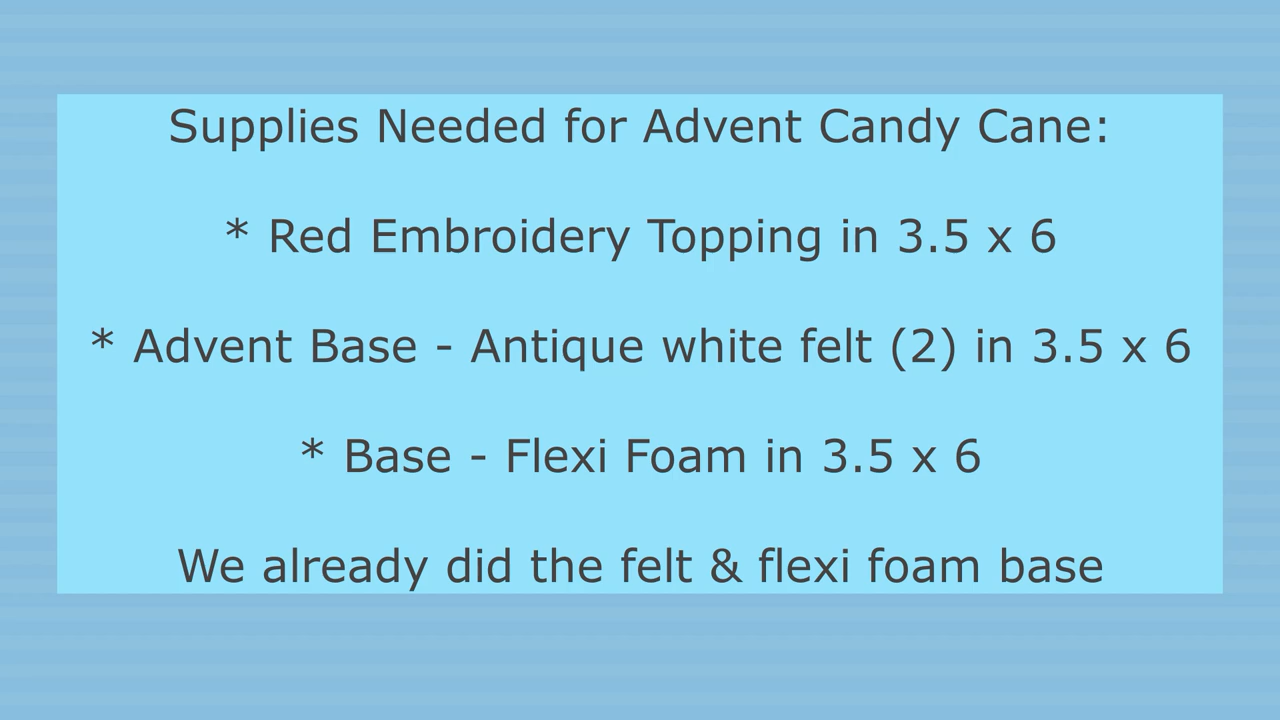 Supplies Needed for Advent Candy Cane:
* Red Embroidery Topping in 3.5 x 6
* Advent Base - Antique white felt (2) in 3.5 x 6
* Base - Flexi Foam in 3.5 x 6
We already did the felt & flexi foam base